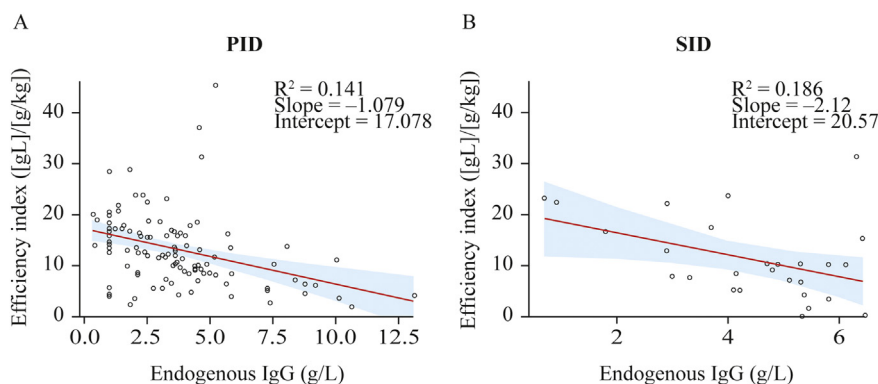 A
PID
R² = 0.141
Slope = –1.079
Intercept = 17.078
Efficiency index ([gL]/[g/kg])
40
30
20
10
0
0.0 2.5 5.0 7.5 10.0 12.5
Endogenous IgG (g/L)
B
SID
R² = 0.186
Slope = –2.12
Intercept = 20.57
Efficiency index ([gL]/[g/kg])
40
30
20
10
0
2 4 6
Endogenous IgG (g/L)